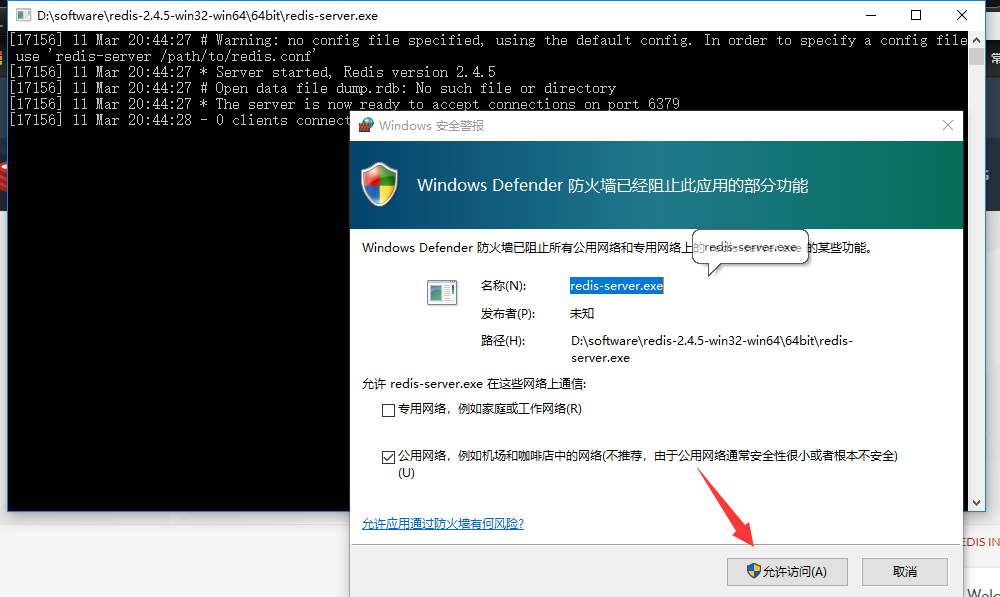 D:\software\redis-2.4.5-win32-win64\64bit\redis-server.exe
[17156] 11 Mar 20:44:27 # Warning: no config file specified, using the default config. In order to specify a config file
use 'redis-server /path/to/redis.conf'
[17156] 11 Mar 20:44:27 * Server started, Redis version 2.4.5
[17156] 11 Mar 20:44:27 # Open data file dump.rdb: No such file or directory
[17156] 11 Mar 20:44:27 * The server is now ready to accept connections on port 6379
[17156] 11 Mar 20:44:28 - 0 clients connect
Windows 安全警报
Windows Defender 防火墙已经阻止此应用的部分功能
Windows Defender 防火墙已阻止所有公用网络和专用网络上的 redis-server.exe 的某些功能。
名称(N): redis-server.exe
发布者(P): 未知
路径(H): D:\software\redis-2.4.5-win32-win64\64bit\redis-
server.exe
允许 redis-server.exe 在这些网络上通信:
专用网络，例如家庭或工作网络(R)
公用网络，例如机场和咖啡店中的网络(不推荐，由于公用网络通常安全性很小或者根本不安全)
(U)
允许应用通过防火墙有何风险?
EDIS IN
允许访问(A) 取消
Welc